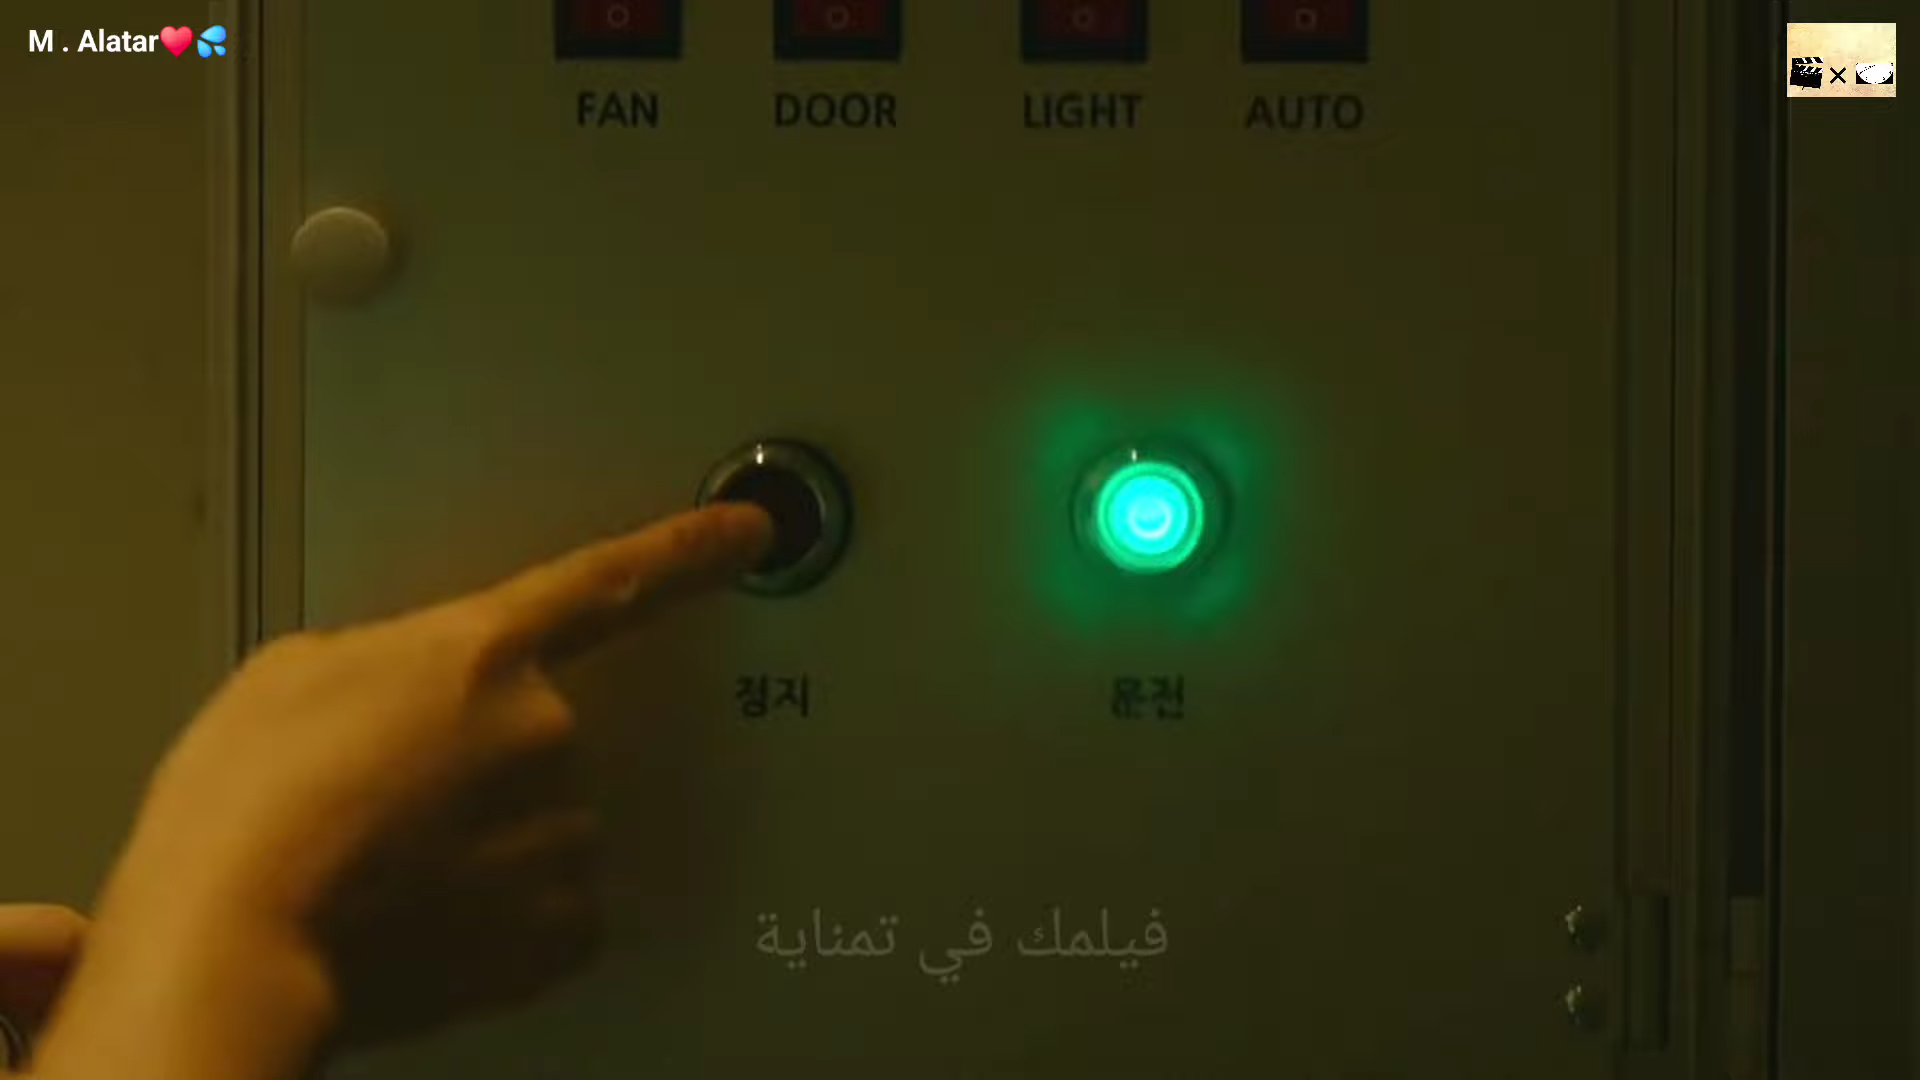 M . Alatar❤️💦
FAN DOOR LIGHT AUTO
정지 운전
فيلمك في تمناية